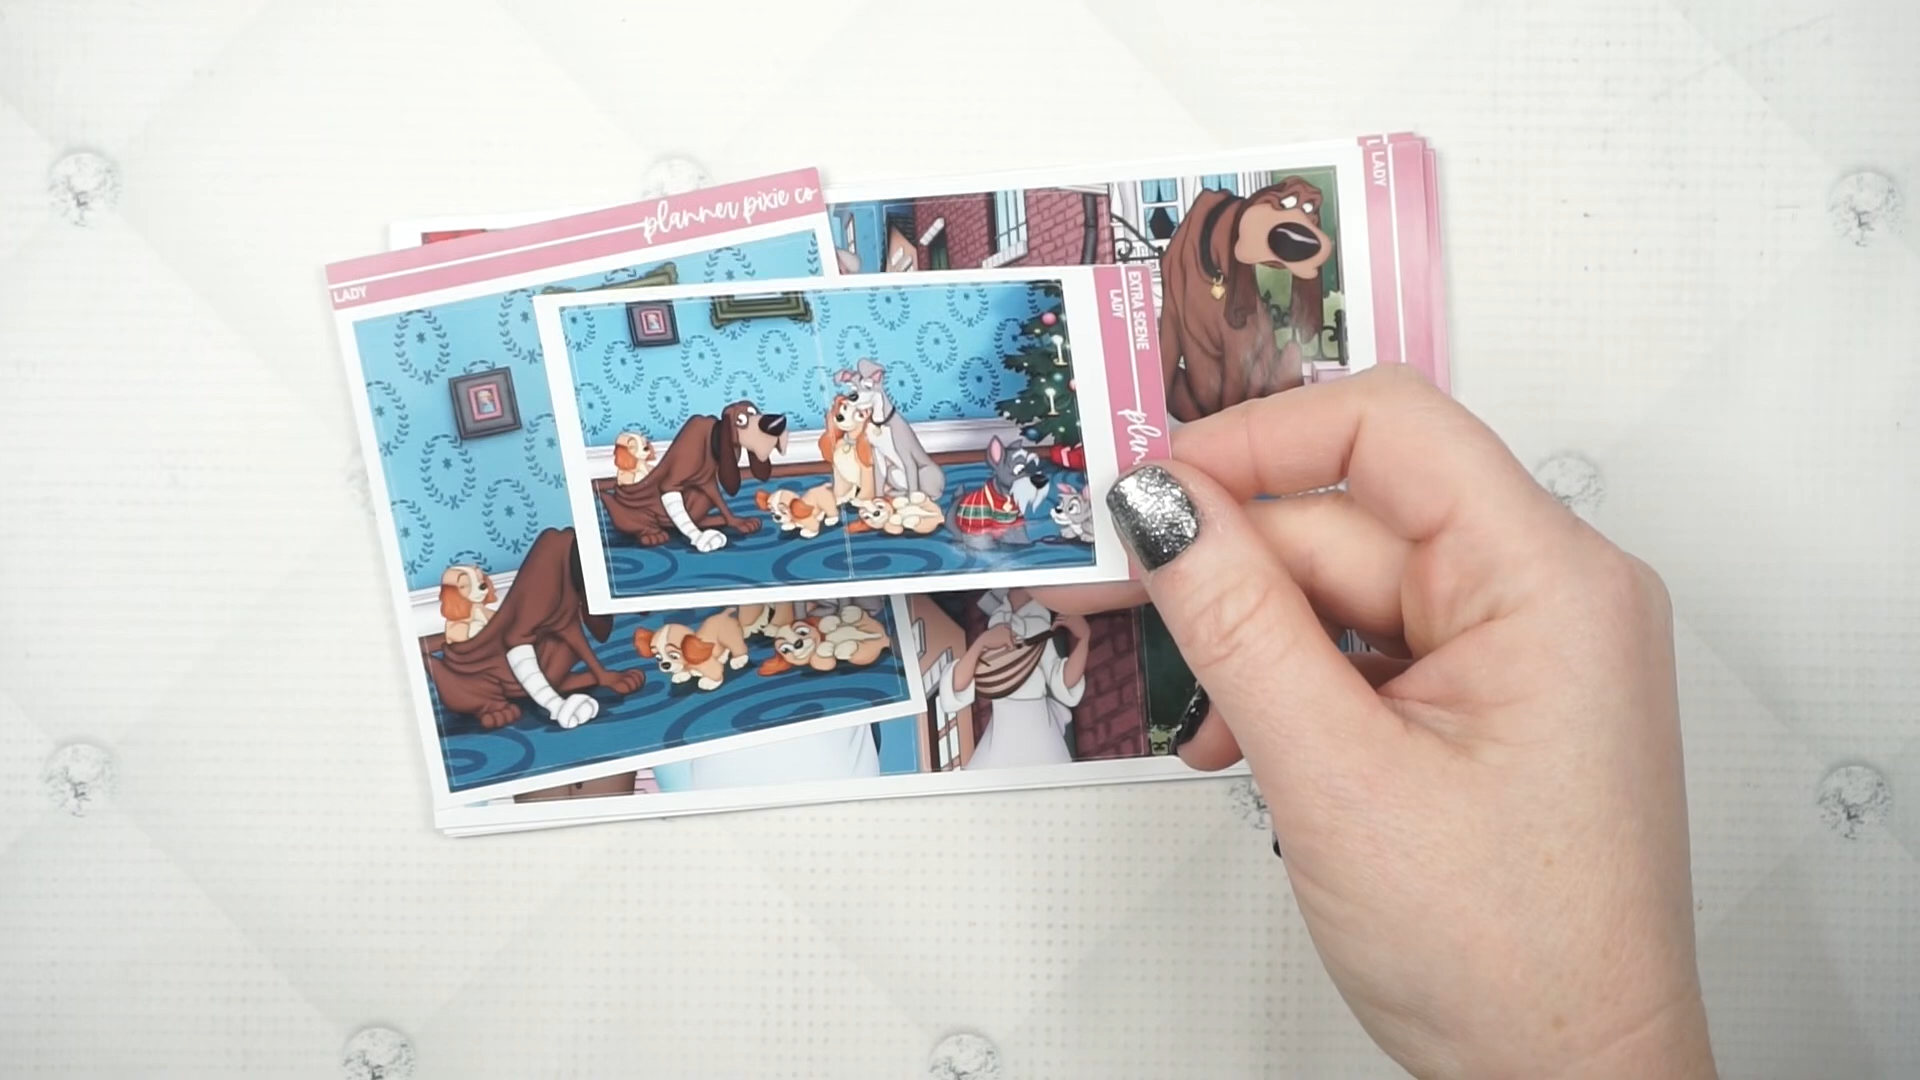 planner pixie co
LADY
LADY
EXTRA SCENE
LADY
plan